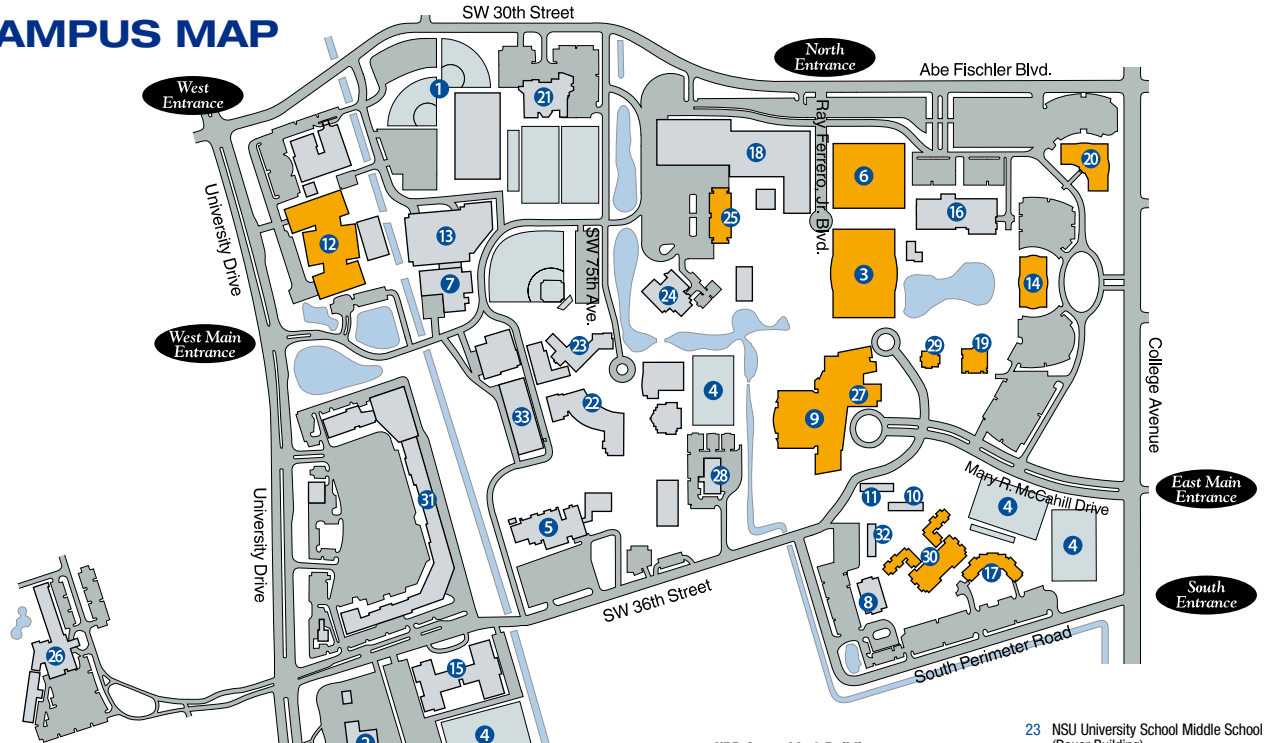 AMPUS MAP
SW 30th Street
North
Entrance
Abe Fischler Blvd.
West
Entrance
1
21
18
6
20
Ray Ferrero, Jr. Blvd.
University Drive
25
16
12
13
SW 75th Ave.
7
24
3
14
West Main
Entrance
23
29
19
College Avenue
4
27
22
33
9
28
Mary R. McCahill Drive
East Main
Entrance
31
University Drive
11
10
4
5
32
4
30
17
SW 36th Street
8
South
Entrance
26
South Perimeter Road
15
4
23 NSU University School Middle School